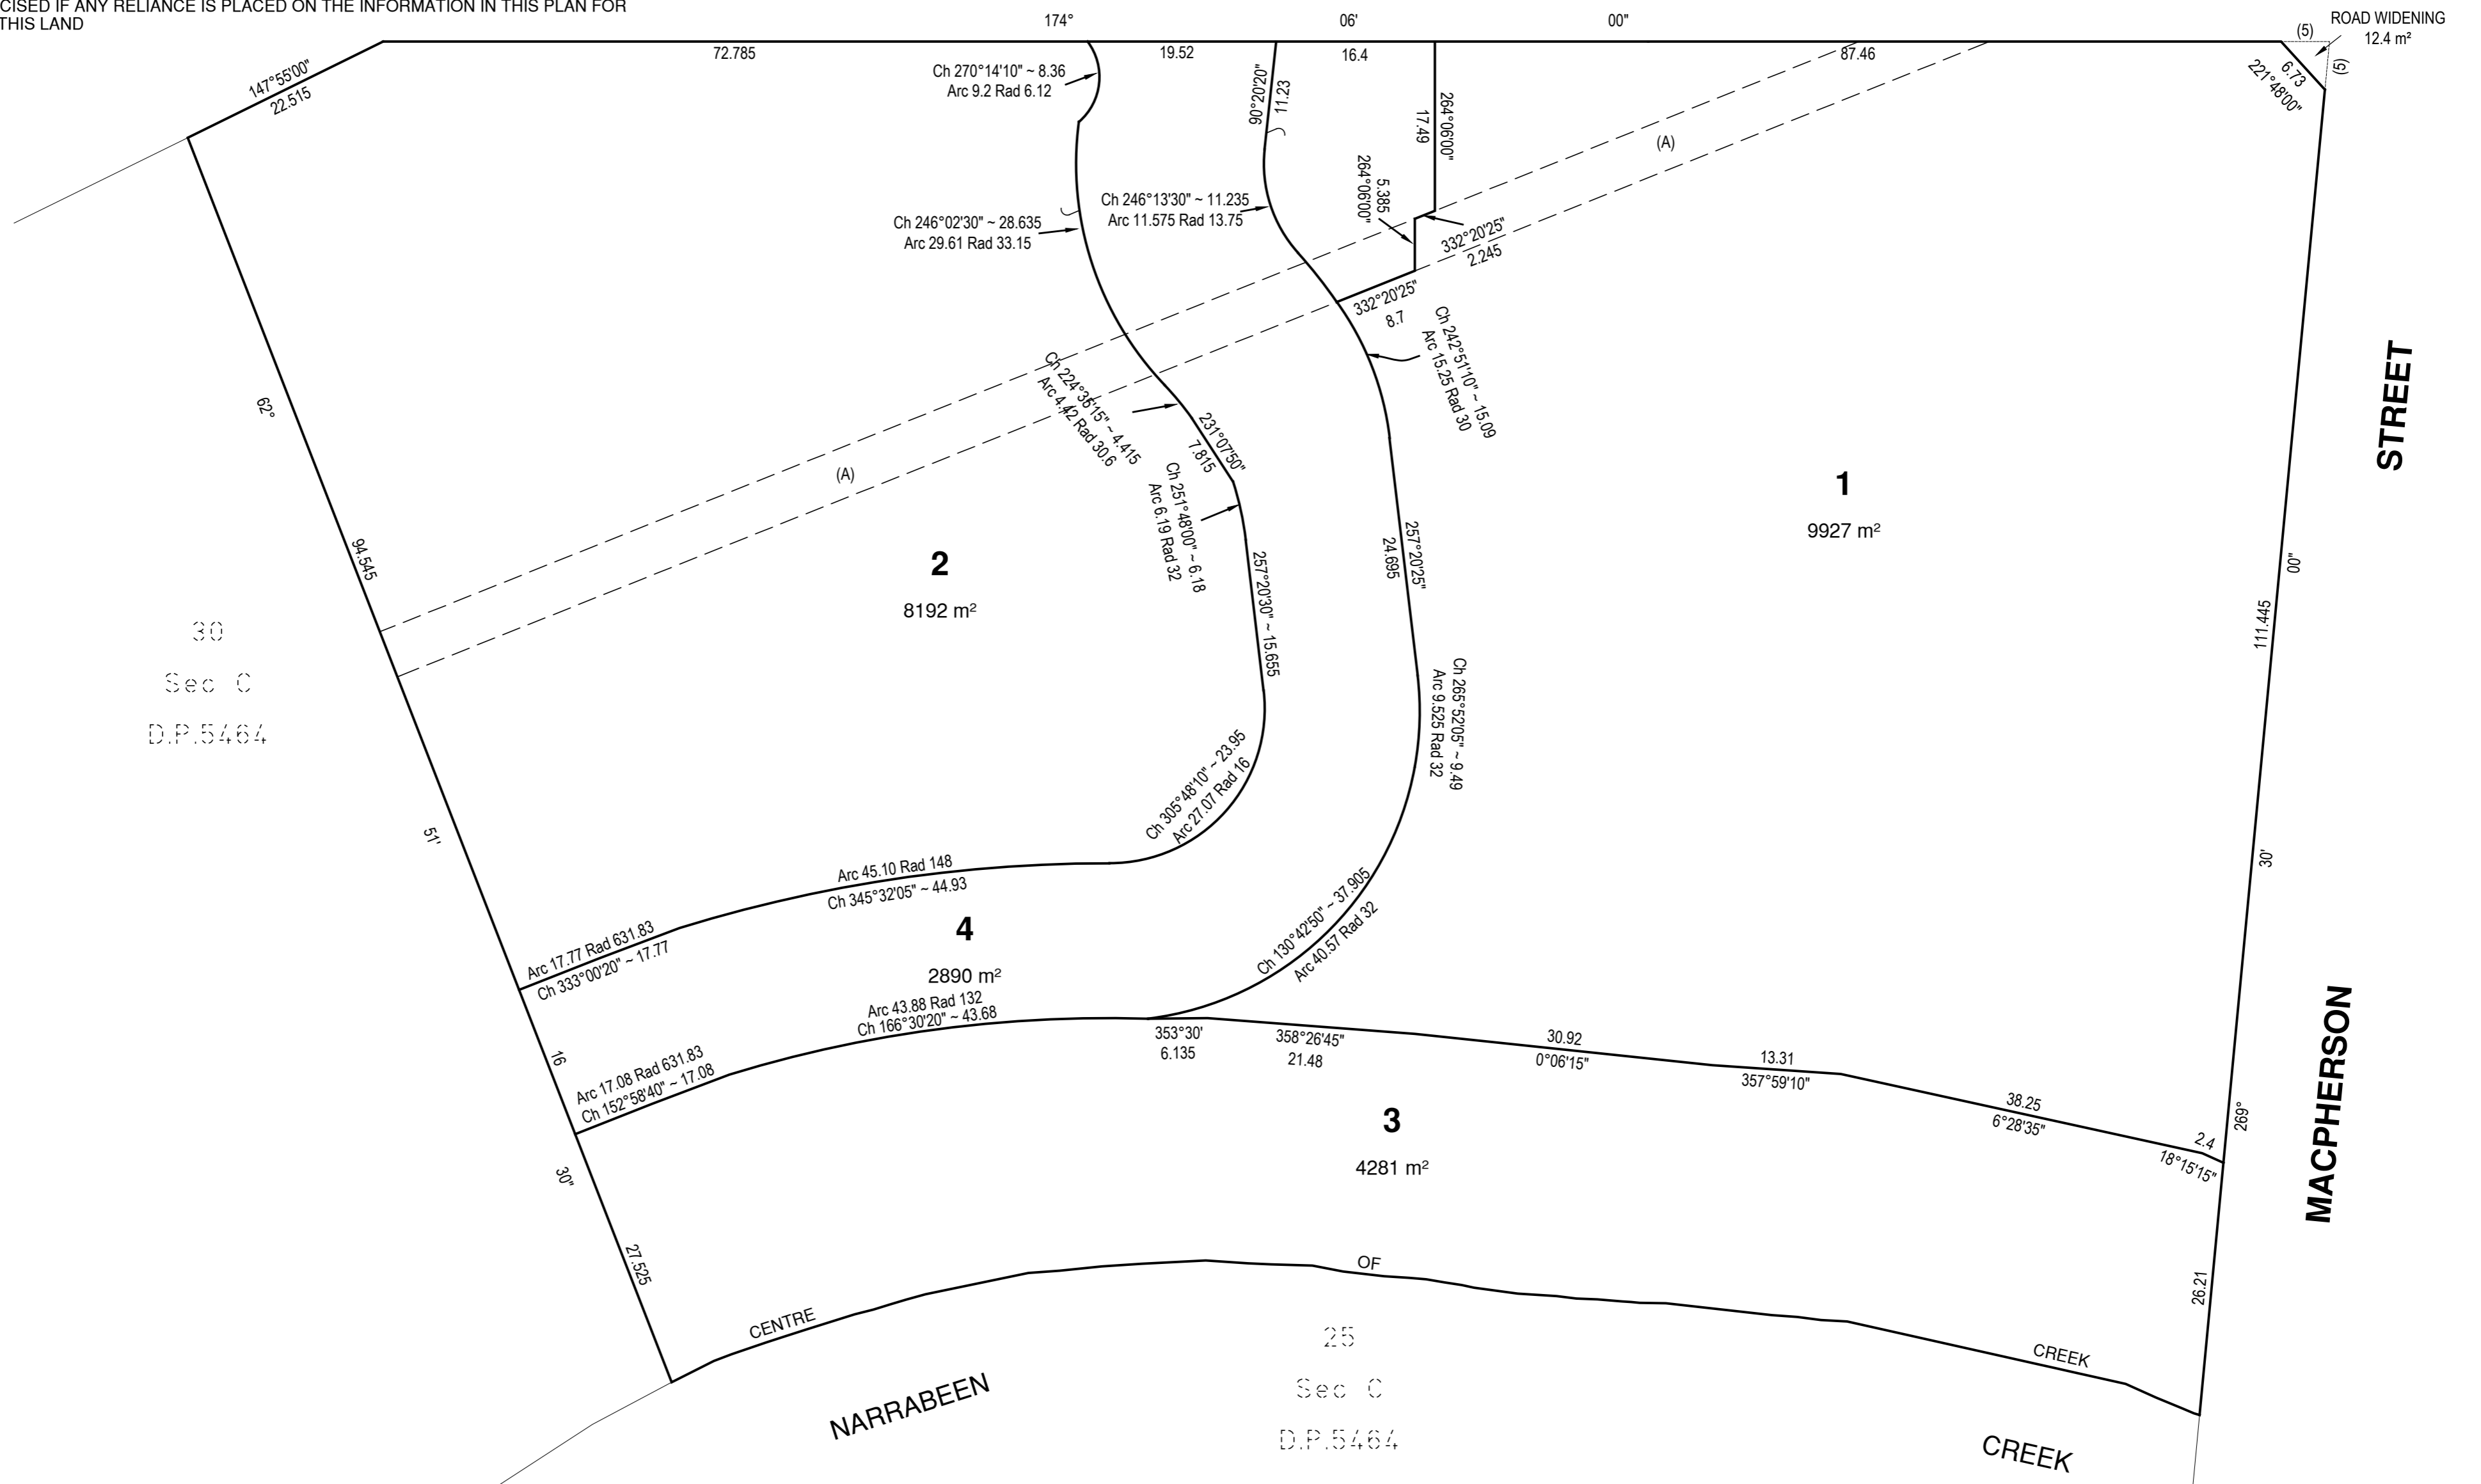 CISED IF ANY RELIANCE IS PLACED ON THE INFORMATION IN THIS PLAN FOR
THIS LAND
174°
06'
00"
(5)
ROAD WIDENING
12.4 m²
(5)
147°55'00"
22.515
72.785
19.52
16.4
87.46
6.73
221°48'00"
Ch 270°14'10" ~ 8.36
Arc 9.2 Rad 6.12
90°20'20"
11.23
264°06'00"
17.49
(A)
5.385
264°06'00"
Ch 246°13'30" ~ 11.235
Arc 11.575 Rad 13.75
Ch 246°02'30" ~ 28.635
Arc 29.61 Rad 33.15
332°20'25"
2.245
332°20'25"
8.7
Ch 242°51'10" ~ 15.09
Arc 15.25 Rad 30
Ch 224°35'15" ~ 4.415
Arc 4.42 Rad 30.6
231°07'50"
7.815
62°
STREET
(A)
Ch 251°48'00" ~ 6.18
Arc 6.19 Rad 32
1
9927 m²
94.545
2
8192 m²
257°20'30" ~ 15.655
257°20'25"
24.695
00"
111.445
30
Sec C
D.P.5464
Ch 265°52'05" ~ 9.49
Arc 9.525 Rad 32
Ch 305°48'10" ~ 23.95
Arc 27.07 Rad 16
51'
30'
Arc 45.10 Rad 148
Ch 345°32'05" ~ 44.93
Ch 130°42'50" ~ 37.905
Arc 40.57 Rad 32
Arc 17.77 Rad 631.83
Ch 333°00'20" ~ 17.77
4
2890 m²
Arc 43.88 Rad 132
Ch 166°30'20" ~ 43.68
16
Arc 17.08 Rad 631.83
Ch 152°58'40" ~ 17.08
353°30'
6.135
358°26'45"
21.48
30.92
0°06'15"
13.31
357°59'10"
38.25
6°28'35"
2.4
18°15'15"
269°
MACPHERSON
3
4281 m²
30"
27.525
26.21
CENTRE
OF
CREEK
25
Sec C
D.P.5464
NARRABEEN
CREEK